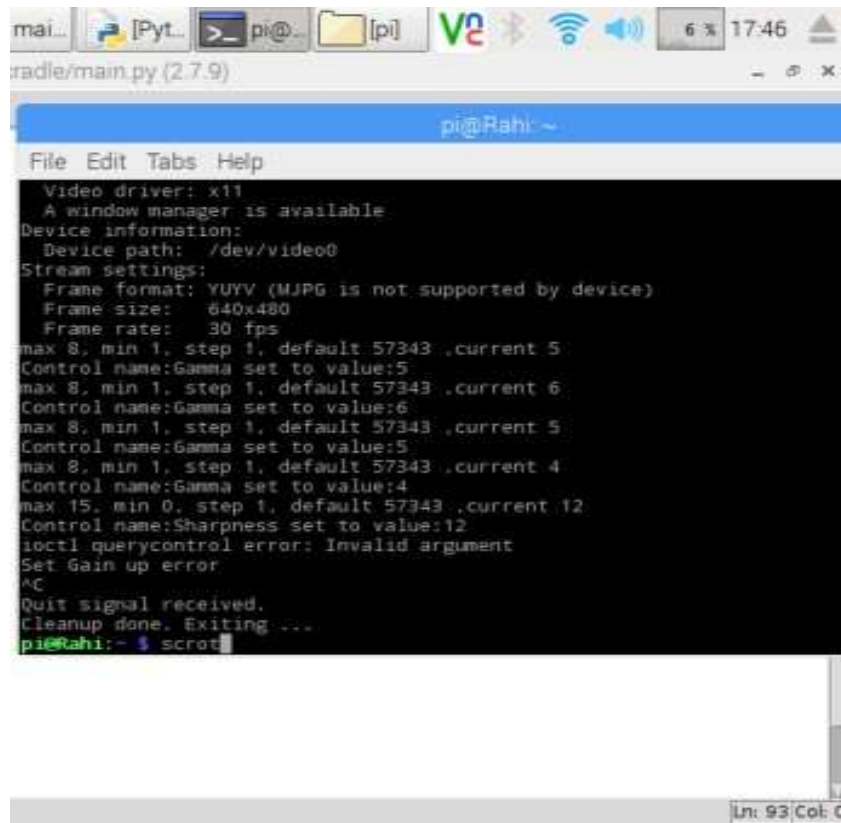 mai... [Pyt... pi@... [pi] 6 % 17:46
radle/main.py (2.7.9)
pi@Rahi: ~
File Edit Tabs Help
Video driver: x11
A window manager is available
Device information:
Device path: /dev/video0
Stream settings:
Frame format: YUYV (MJPG is not supported by device)
Frame size: 640x480
Frame rate: 30 fps
max 8, min 1, step 1, default 57343 ,current 5
Control name:Gamma set to value:5
max 8, min 1, step 1, default 57343 ,current 6
Control name:Gamma set to value:6
max 8, min 1, step 1, default 57343 ,current 5
Control name:Gamma set to value:5
max 8, min 1, step 1, default 57343 ,current 4
Control name:Gamma set to value:4
max 15, min 0, step 1, default 57343 ,current 12
Control name:Sharpness set to value:12
ioctl querycontrol error: Invalid argument
Set Gain up error
^C
Quit signal received.
Cleanup done. Exiting ...
pi@Rahi:~ $ scrot
Ln: 93 Col: 0